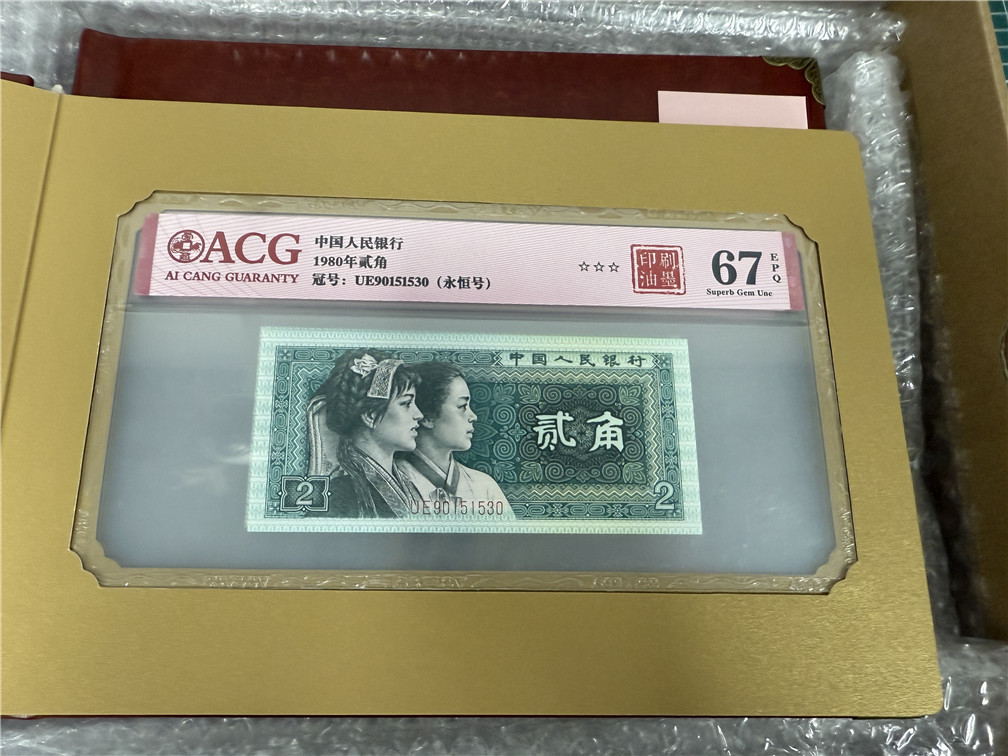 ACG
AI CANG GUARANTY
中国人民银行
1980年贰角
冠号：UE90151530（永恒号）
☆☆☆
印刷
油墨
67
EPQ
Superb Gem Unc
中国人民银行
贰角
2
UE90151530
2